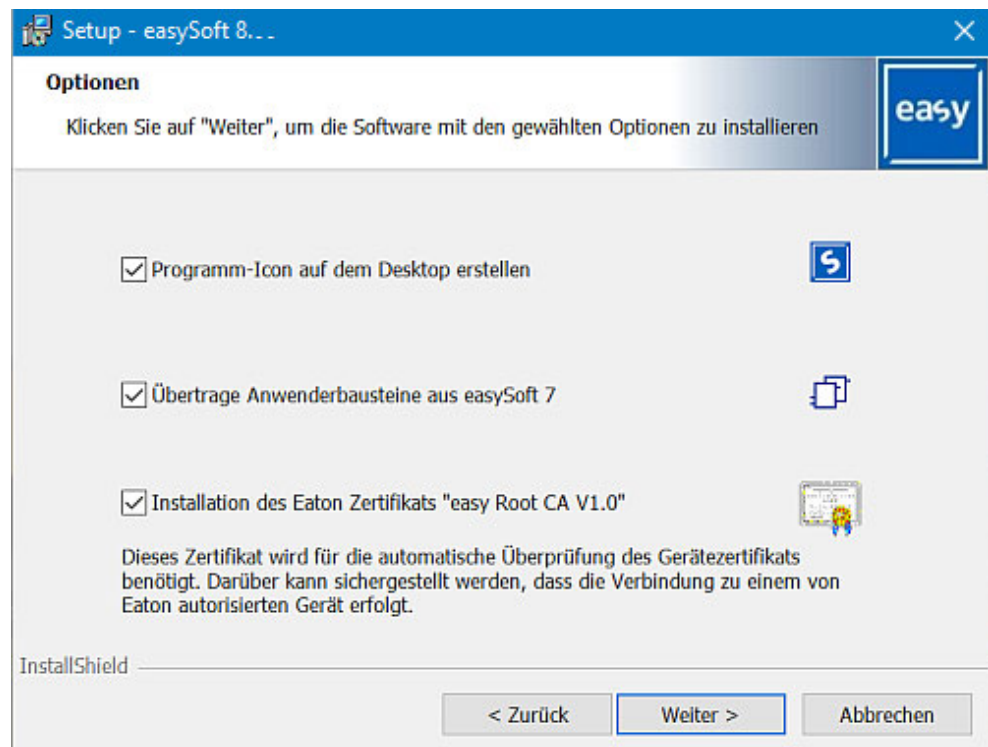 Setup - easySoft 8...
Optionen
Klicken Sie auf "Weiter", um die Software mit den gewählten Optionen zu installieren
easy
Programm-Icon auf dem Desktop erstellen
S
Übertrage Anwenderbausteine aus easySoft 7
Installation des Eaton Zertifikats "easy Root CA V1.0"
Dieses Zertifikat wird für die automatische Überprüfung des Gerätezertifikats
benötigt. Darüber kann sichergestellt werden, dass die Verbindung zu einem von
Eaton autorisierten Gerät erfolgt.
InstallShield
< Zurück Weiter > Abbrechen